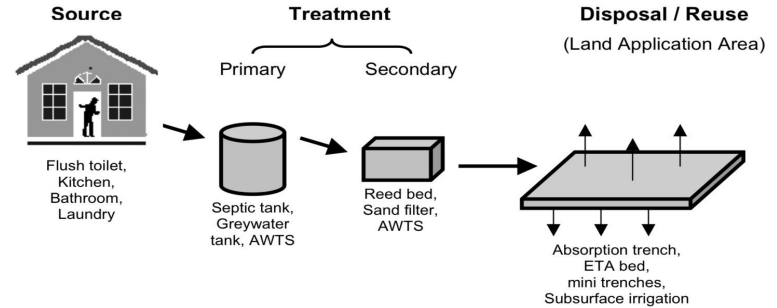 Source
Treatment
Disposal / Reuse
(Land Application Area)
Primary
Secondary
Flush toilet,
Kitchen,
Bathroom,
Laundry
Septic tank,
Greywater
tank, AWTS
Reed bed,
Sand filter,
AWTS
Absorption trench,
ETA bed,
mini trenches,
Subsurface irrigation